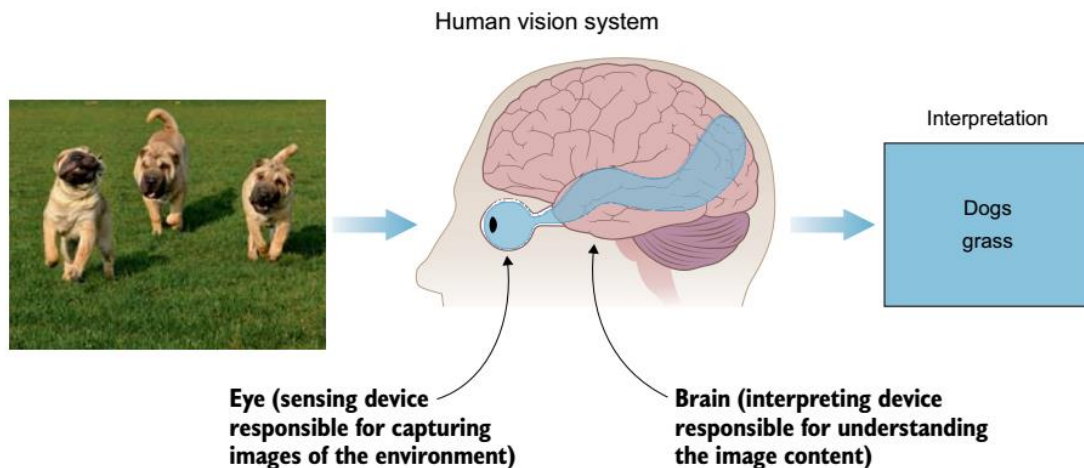 Human vision system
Interpretation
Dogs
grass
Eye (sensing device
responsible for capturing
images of the environment)
Brain (interpreting device
responsible for understanding
the image content)